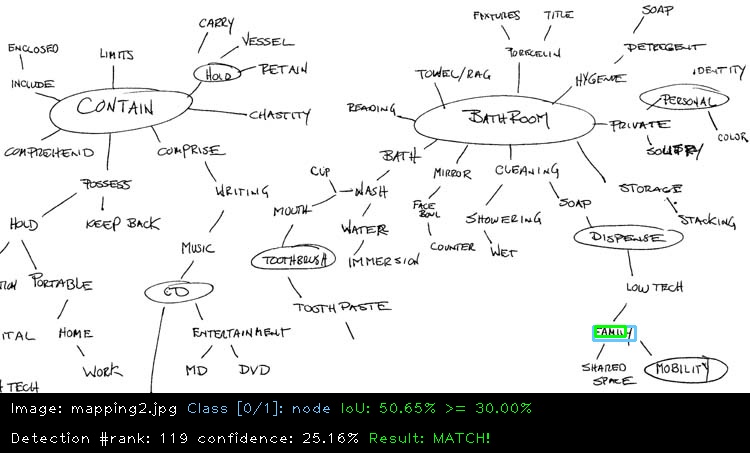 FIXTURES
TITLE
SOAP
CARRY
VESSEL
ENCLOSED
LIMITS
PORCELIN
DETERGENT
HOLD
RETAIN
TOWEL/RAG
HYGENE
IDENTITY
INCLUDE
CONTAIN
CHASTITY
READING
BATHROOM
PERSONAL
PRIVATE
COLOR
COMPREHEND
COMPRISE
BATH
MIRROR
CLEANING
POSSESS
WRITING
CUP
WASH
STORAGE
HOLD
KEEP BACK
MOUTH
FACE
BOWL
SHOWERING
SOAP
STACKING
WATER
DISPENSE
MUSIC
TOOTHBRUSH
IMMERSION
COUNTER
WET
PORTABLE
CD
LOW TECH
TOOTHPASTE
ITAL
HOME
ENTERTAINMENT
FAMILY
WORK
MD
DVD
SHARED
SPACE
MOBILITY
H TECH
Image: mapping2.jpg Class [0/1]: node IoU: 50.65% >= 30.00%
Detection #rank: 119 confidence: 25.16% Result: MATCH!